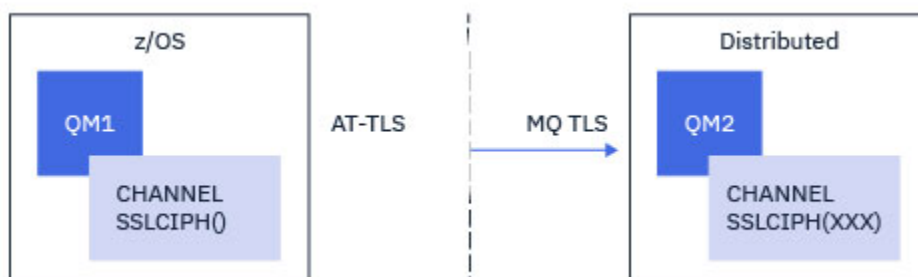 z/OS
QM1
CHANNEL
SSLCIPH()
AT-TLS
MQ TLS
Distributed
QM2
CHANNEL
SSLCIPH(XXX)